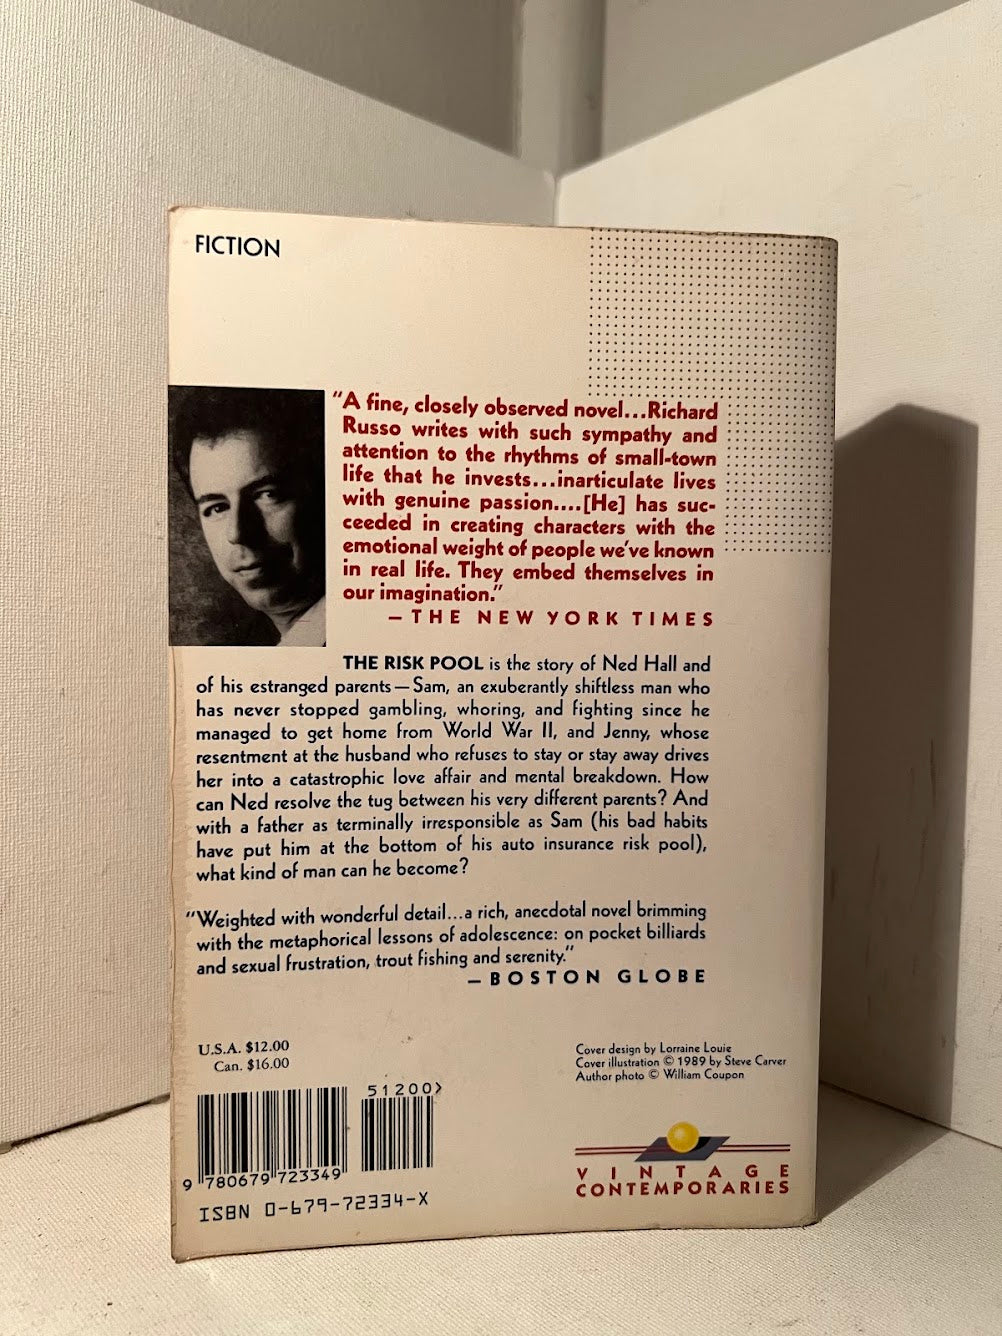 FICTION
"A fine, closely observed novel...Richard
Russo writes with such sympathy and
attention to the rhythms of small-town
life that he invests...inarticulate lives
with genuine passion....[He] has suc-
ceeded in creating characters with the
emotional weight of people we've known
in real life. They embed themselves in
our imagination."
— THE NEW YORK TIMES
THE RISK POOL is the story of Ned Hall and
of his estranged parents—Sam, an exuberantly shiftless man who
has never stopped gambling, whoring, and fighting since he
managed to get home from World War II, and Jenny, whose
resentment at the husband who refuses to stay or stay away drives
her into a catastrophic love affair and mental breakdown. How
can Ned resolve the tug between his very different parents? And
with a father as terminally irresponsible as Sam (his bad habits
have put him at the bottom of his auto insurance risk pool),
what kind of man can he become?
"Weighted with wonderful detail...a rich, anecdotal novel brimming
with the metaphorical lessons of adolescence: on pocket billiards
and sexual frustration, trout fishing and serenity."
— BOSTON GLOBE
U.S.A. $12.00
Can. $16.00
51200>
9 780679 723349
ISBN 0-679-72334-X
Cover design by Lorraine Louie
Cover illustration © 1989 by Steve Carver
Author photo © William Coupon
VINTAGE
CONTEMPORARIES